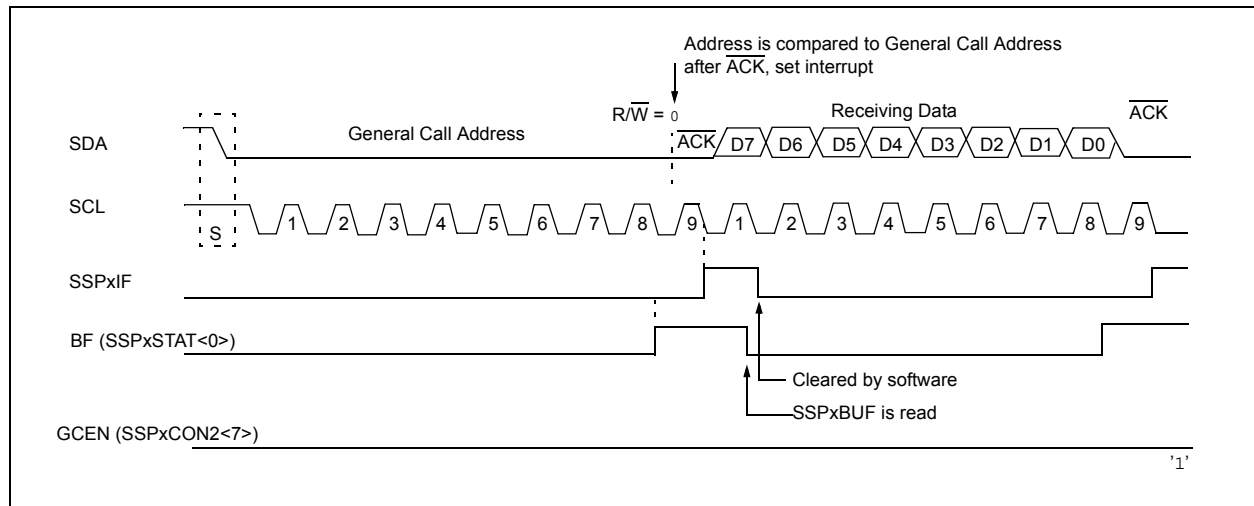 Address is compared to General Call Address
after ACK, set interrupt
R/W = 0
Receiving Data
ACK
SDA
General Call Address
ACK
D7 D6 D5 D4 D3 D2 D1 D0
SCL
S
1 2 3 4 5 6 7 8 9 1 2 3 4 5 6 7 8 9
SSPxIF
BF (SSPxSTAT<0>)
Cleared by software
SSPxBUF is read
GCEN (SSPxCON2<7>)
'1'